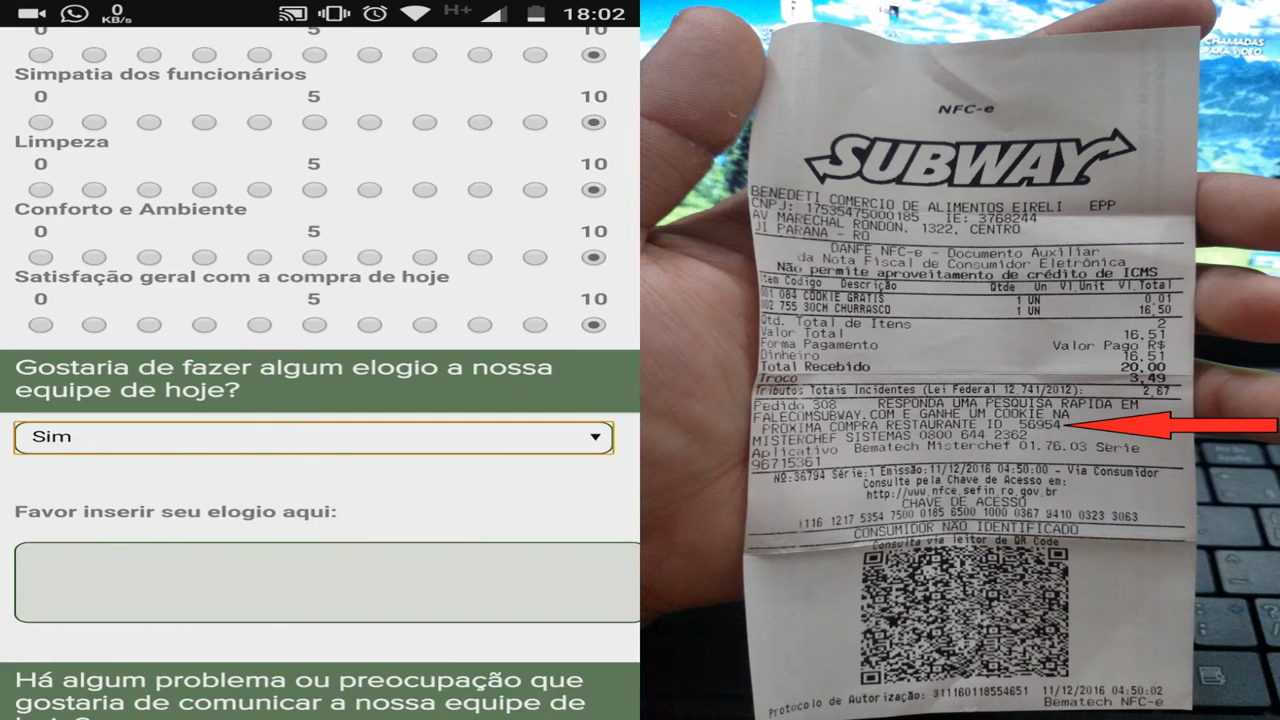 0
KB/s
H+
18:02
0 5 10
Simpatia dos funcionários
0 5 10
Limpeza
0 5 10
Conforto e Ambiente
0 5 10
Satisfação geral com a compra de hoje
0 5 10
Gostaria de fazer algum elogio a nossa
equipe de hoje?
Sim
Favor inserir seu elogio aqui:
Há algum problema ou preocupação que
gostaria de comunicar a nossa equipe de
CHAMADAS
PARA VÍDEO
NFC-e
SUBWAY
BENEDETI COMERCIO DE ALIMENTOS EIRELI EPP
CNPJ: 17535475000185 IE: 3768244
AV MARECHAL RONDON, 1322, CENTRO
JI PARANA - RO
DANFE NFC-e - Documento Auxiliar
da Nota Fiscal de Consumidor Eletrônica
Não permite aproveitamento de crédito de ICMS
Item Codigo Descrição Qtde Un Vl.Unit Vl.Total
001 084 COOKIE GRATIS 1 UN 0,01
002 755 30CH CHURRASCO 1 UN 16,50
Qtd. Total de Itens 2
Valor Total 16,51
Forma Pagamento Valor Pago R$
Dinheiro 16,51
Total Recebido 20,00
Troco 3,49
Tributos Totais Incidentes (Lei Federal 12.741/2012): 2,67
Pedido 308 RESPONDA UMA PESQUISA RAPIDA EM
FALECOMSUBWAY.COM E GANHE UM COOKIE NA
PROXIMA COMPRA RESTAURANTE ID 56954
MISTERCHEF SISTEMAS 0800 644 2362
Aplicativo Bematech Misterchef 01.76.03 Serie
96715361
Nº:36794 Série:1 Emissão:11/12/2016 04:50:00 - Via Consumidor
Consulte pela Chave de Acesso em:
http://www.nfce.sefin.ro.gov.br
CHAVE DE ACESSO
1116 1217 5354 7500 0185 6500 1000 0367 9410 0323 3063
CONSUMIDOR NÃO IDENTIFICADO
Consulta via leitor de QR Code
Protocolo de Autorização: 311160118554651 11/12/2016 04:50:02
Bematech NFC-e